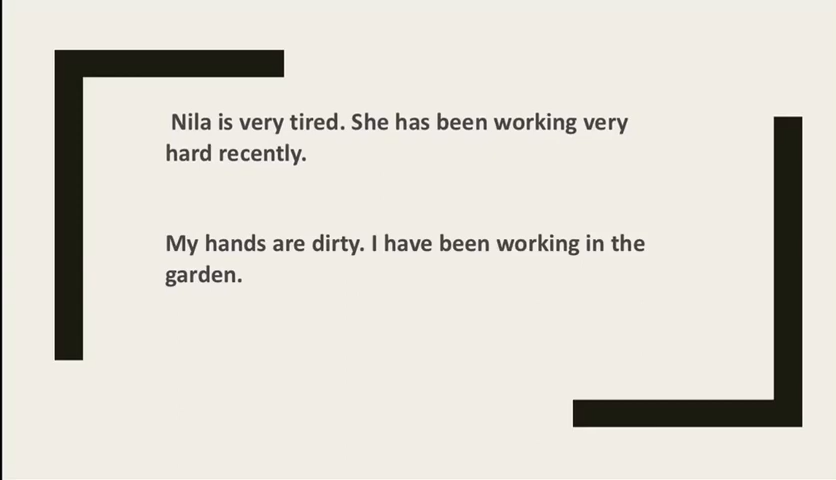 Nila is very tired. She has been working very
hard recently.
My hands are dirty. I have been working in the
garden.